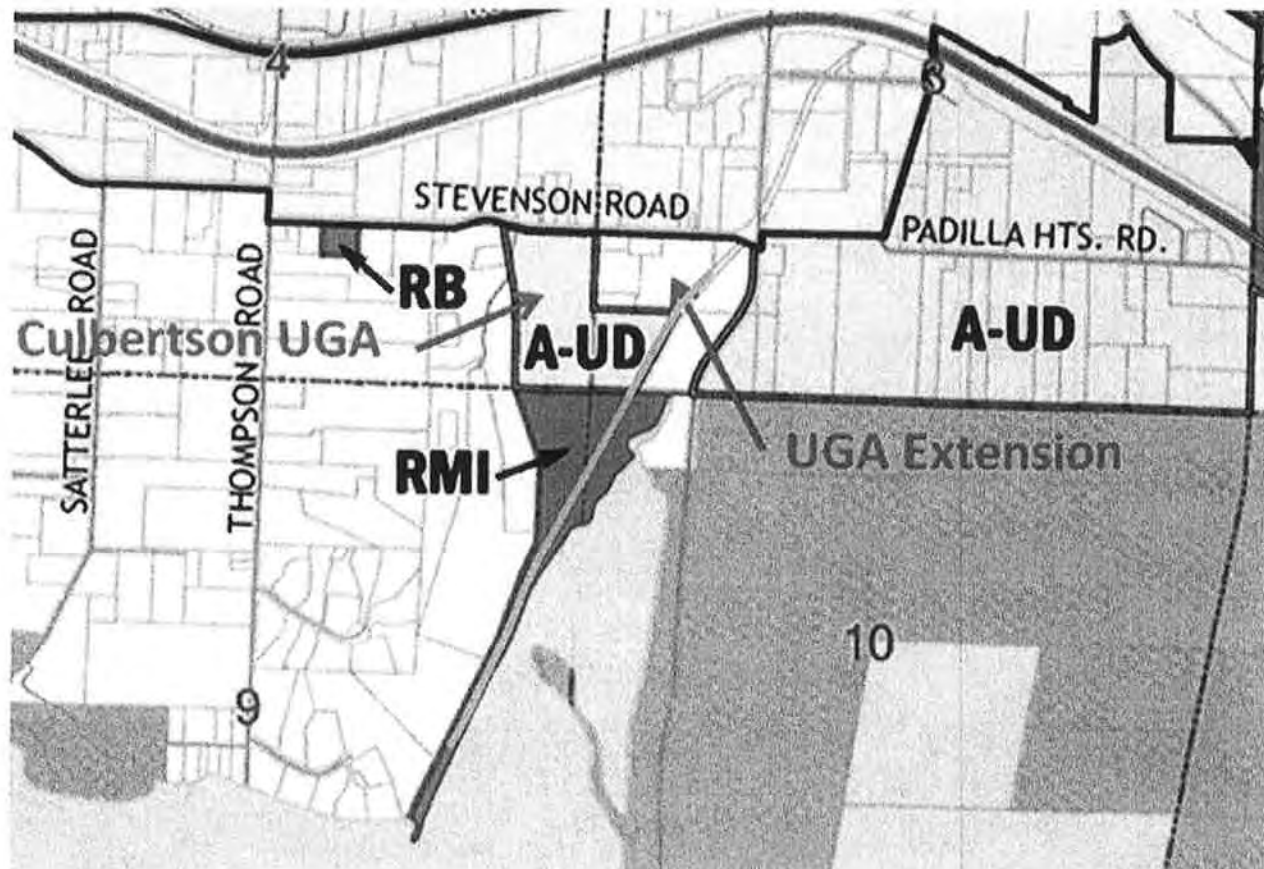 4
3
STEVENSON ROAD
PADILLA HTS. RD.
RB
Culbertson UGA
A-UD
A-UD
SATTERLEE ROAD
THOMPSON ROAD
RMI
UGA Extension
10
9